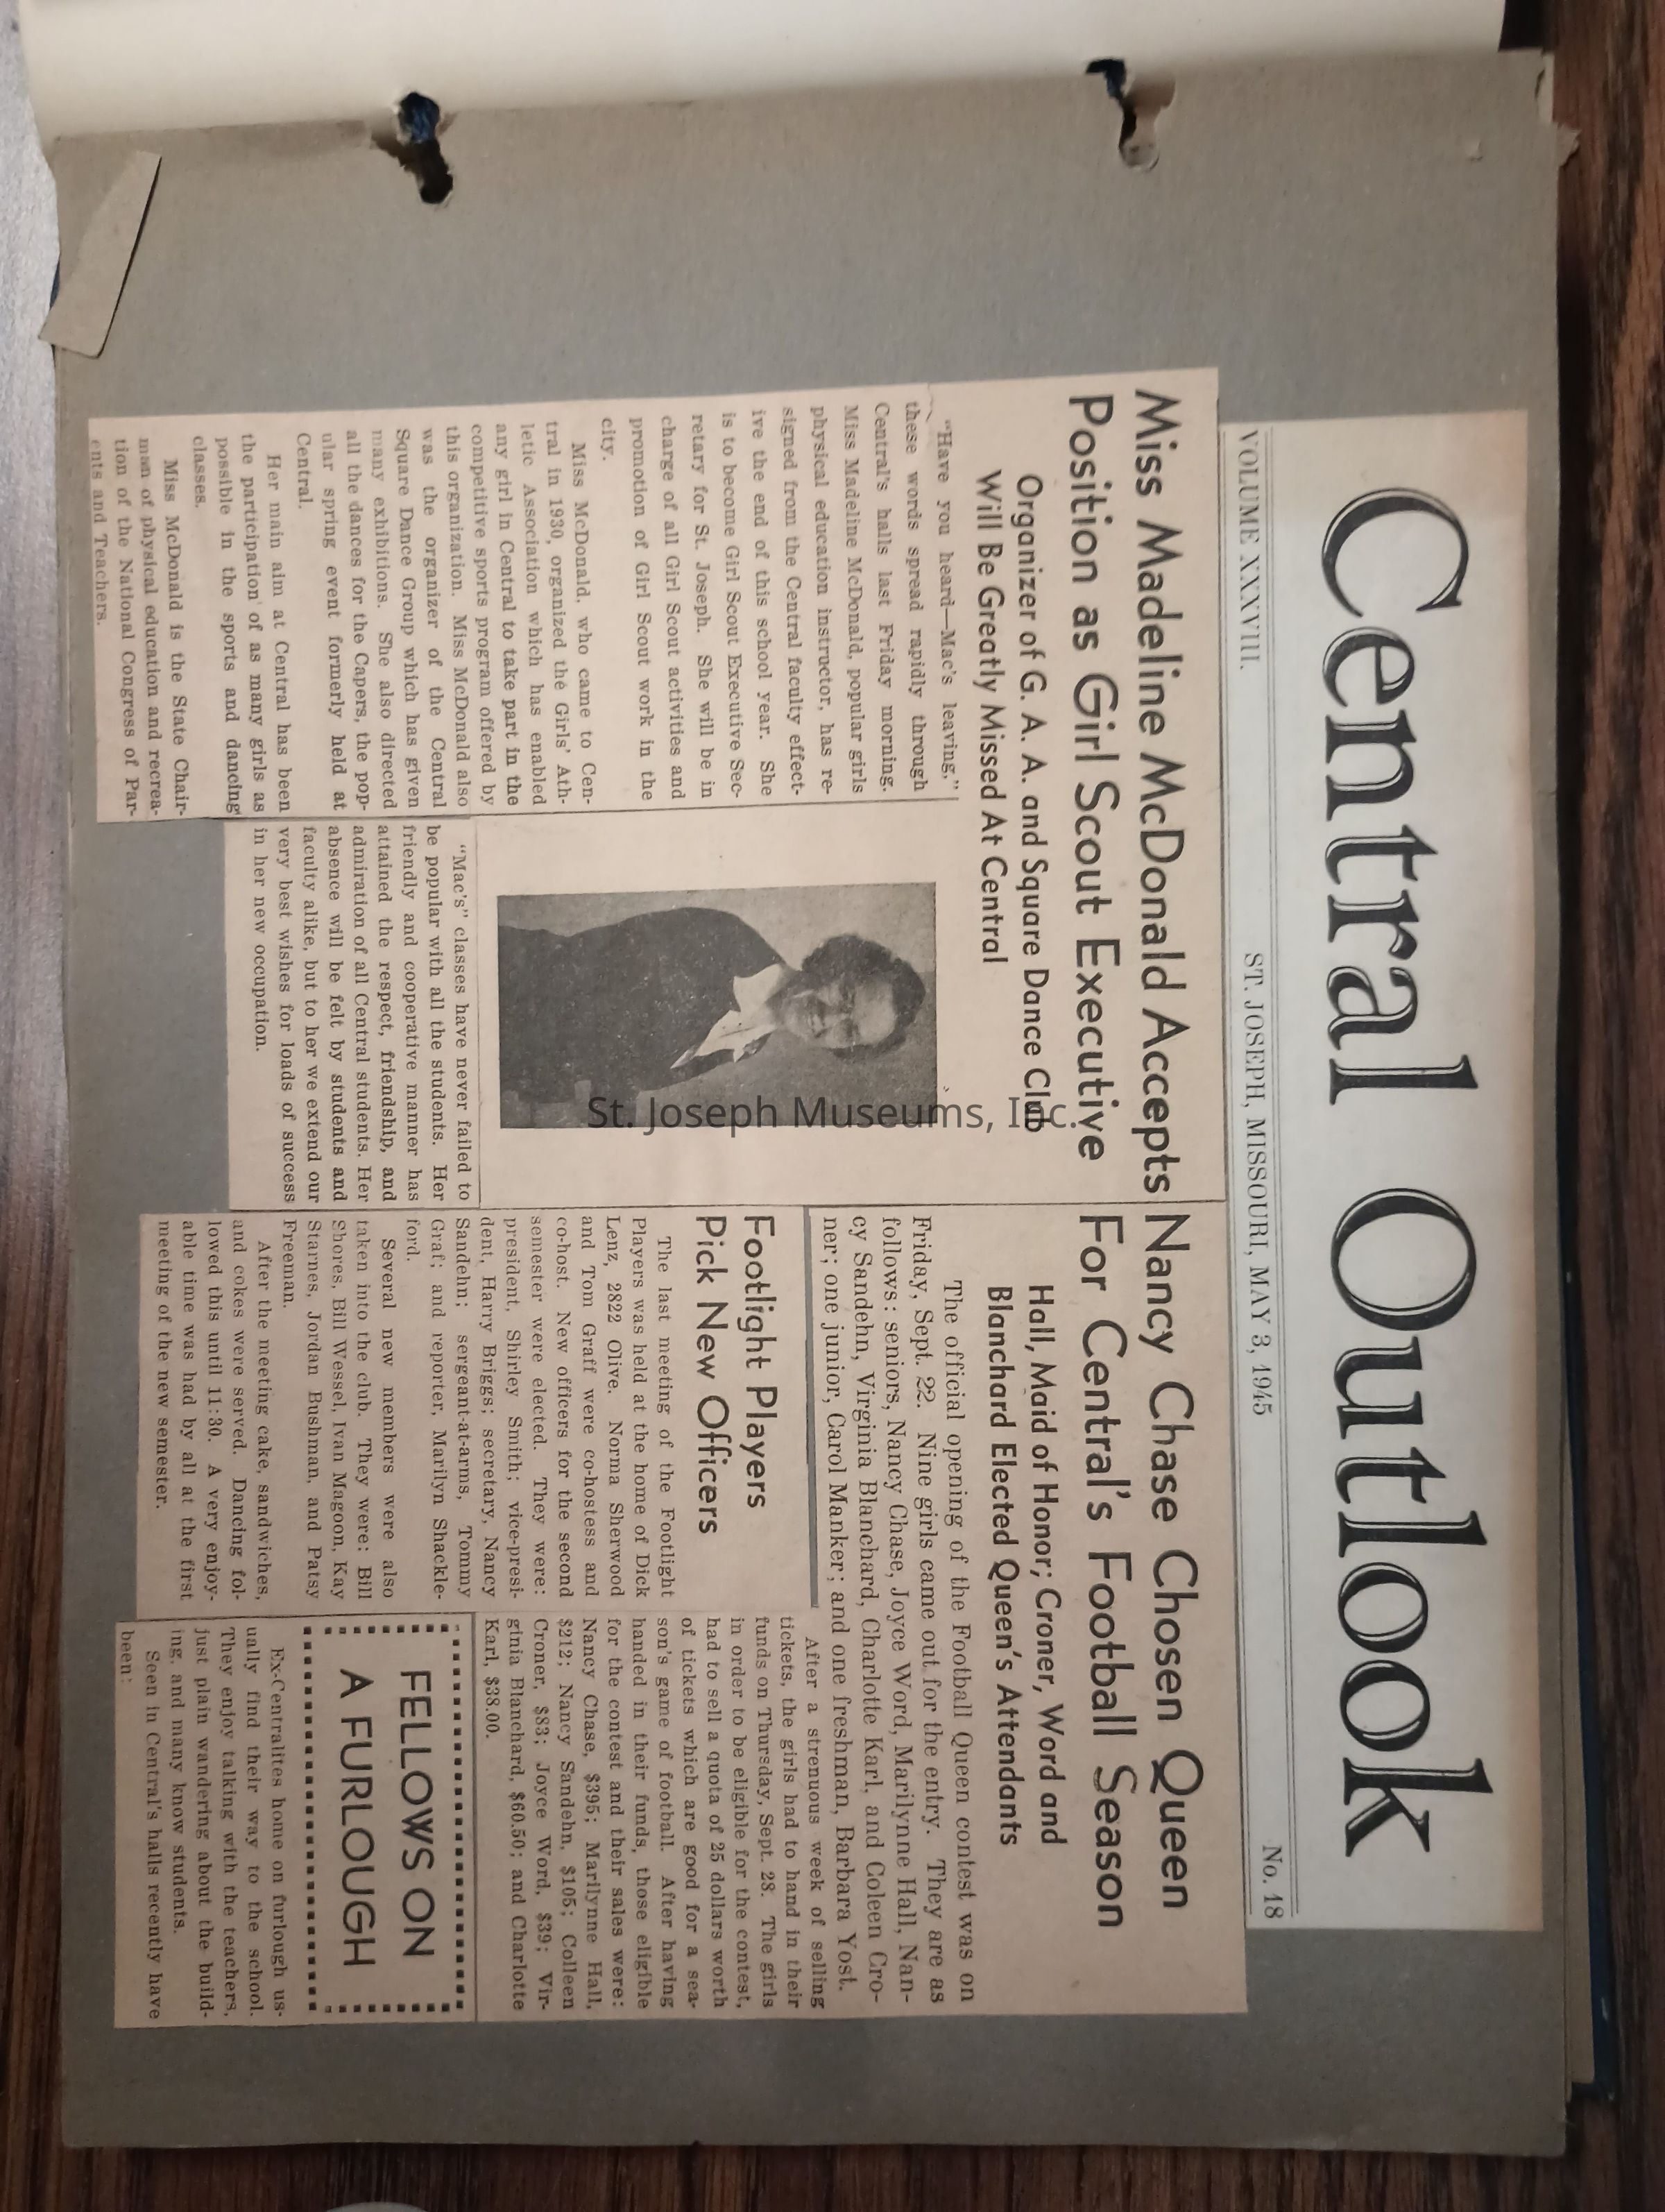 Central Outlook
VOLUME XXXVIII.
ST. JOSEPH, MISSOURI, MAY 3, 1945
No. 18
Miss Madeline McDonald Accepts
Position as Girl Scout Executive
Organizer of G. A. A. and Square Dance Club
Will Be Greatly Missed At Central
"Have you heard—Mac's leaving,"
these words spread rapidly through
Central's halls last Friday morning.
Miss Madeline McDonald, popular girls
physical education instructor, has re-
signed from the Central faculty effect-
ive the end of this school year. She
is to become Girl Scout Executive Sec-
retary for St. Joseph. She will be in
charge of all Girl Scout activities and
promotion of Girl Scout work in the
city.
Miss McDonald, who came to Cen-
tral in 1930, organized the Girls' Ath-
letic Association which has enabled
any girl in Central to take part in the
competitive sports program offered by
this organization. Miss McDonald also
was the organizer of the Central
Square Dance Group which has given
many exhibitions. She also directed
all the dances for the Capers, the pop-
ular spring event formerly held at
Central.
Her main aim at Central has been
the participation of as many girls as
possible in the sports and dancing
classes.
Miss McDonald is the State Chair-
man of physical education and recrea-
tion of the National Congress of Par-
ents and Teachers.
"Mac's" classes have never failed to
be popular with all the students. Her
friendly and cooperative manner has
attained the respect, friendship, and
admiration of all Central students. Her
absence will be felt by students and
faculty alike, but to her we extend our
very best wishes for loads of success
in her new occupation.
Nancy Chase Chosen Queen
For Central's Football Season
Hall, Maid of Honor; Croner, Word and
Blanchard Elected Queen's Attendants
The official opening of the Football Queen contest was on
Friday, Sept. 22. Nine girls came out for the entry. They are as
follows: seniors, Nancy Chase, Joyce Word, Marilynne Hall, Nan-
cy Sandehn, Virginia Blanchard, Charlotte Karl, and Coleen Cro-
ner; one junior, Carol Manker; and one freshman, Barbara Yost.
After a strenuous week of selling
tickets, the girls had to hand in their
funds on Thursday, Sept. 28. The girls
in order to be eligible for the contest,
had to sell a quota of 25 dollars worth
of tickets which are good for a sea-
son's game of football. After having
handed in their funds, those eligible
for the contest and their sales were:
Nancy Chase, $395; Marilynne Hall,
$212; Nancy Sandehn, $105; Colleen
Croner, $83; Joyce Word, $39; Vir-
ginia Blanchard, $60.50; and Charlotte
Karl, $38.00.
Footlight Players
Pick New Officers
The last meeting of the Footlight
Players was held at the home of Dick
Lenz, 2822 Olive. Norma Sherwood
and Tom Graff were co-hostess and
co-host. New officers for the second
semester were elected. They were:
president, Shirley Smith; vice-presi-
dent, Harry Briggs; secretary, Nancy
Sandehn; sergeant-at-arms, Tommy
Graf; and reporter, Marilyn Shackle-
ford.
Several new members were also
taken into the club. They were: Bill
Shores, Bill Wessel, Ivan Magoon, Kay
Starness, Jordan Bushman, and Patsy
Freeman.
After the meeting cake, sandwiches,
and cokes were served. Dancing fol-
lowed this until 11:30. A very enjoy-
able time was had by all at the first
meeting of the new semester.
FELLOWS ON
A FURLOUGH
Ex-Centralites home on furlough us-
ually find their way to the school.
They enjoy talking with the teachers,
just plain wandering about the build-
ing, and many know students.
Seen in Central's halls recently have
been:
St. Joseph Museums, Inc.